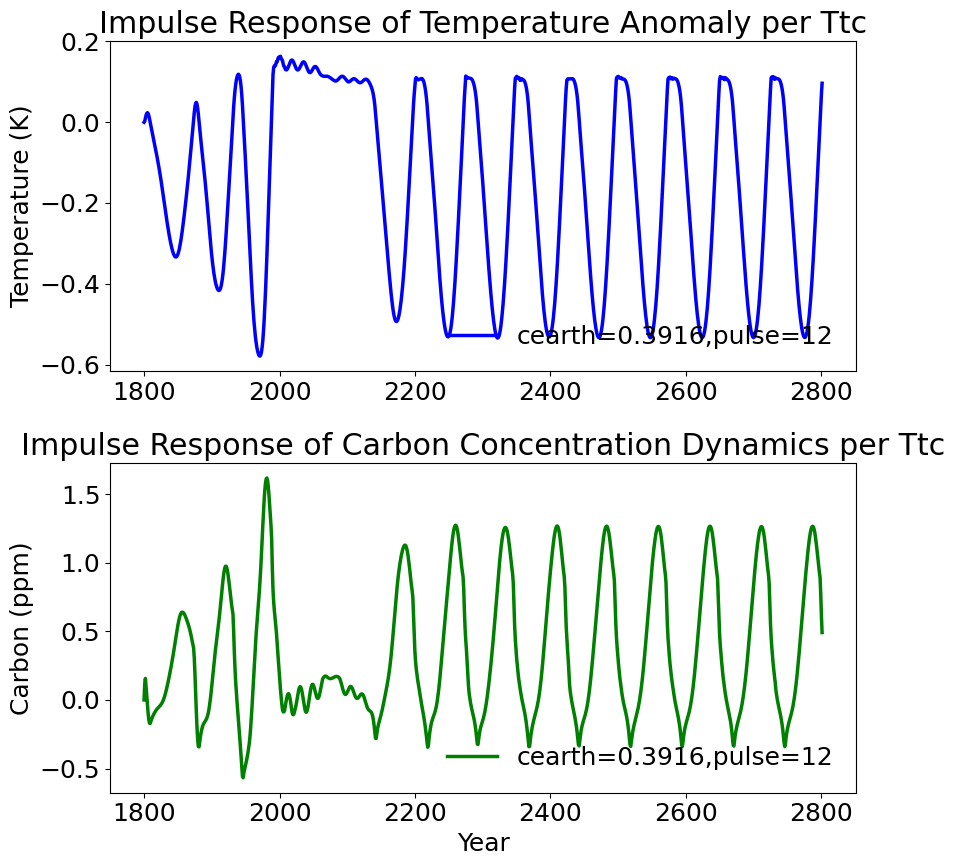 Impulse Response of Temperature Anomaly per Ttc
Temperature (K)
0.2
0.0
−0.2
−0.4
−0.6
cearth=0.3916,pulse=12
1800 2000 2200 2400 2600 2800
Impulse Response of Carbon Concentration Dynamics per Ttc
Carbon (ppm)
1.5
1.0
0.5
0.0
−0.5
cearth=0.3916,pulse=12
1800 2000 2200 2400 2600 2800
Year